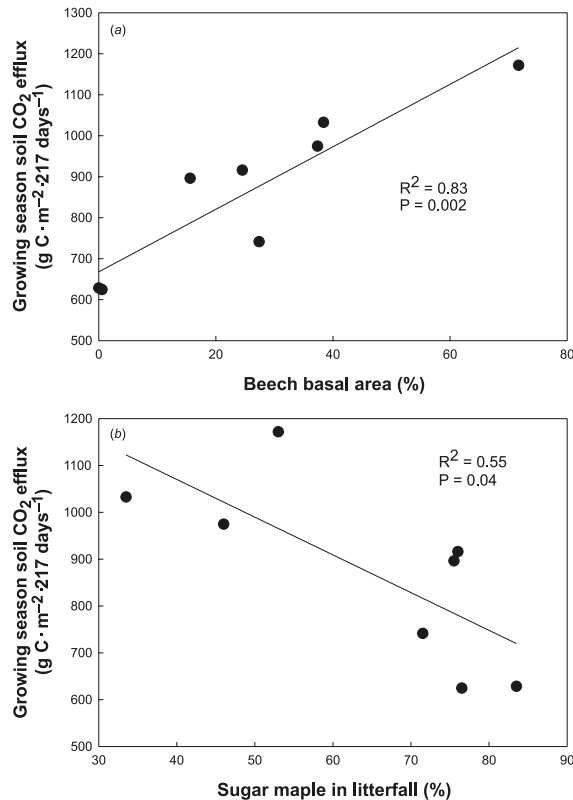 (a)
1300
1200
1100
1000
900
800
700
600
500
Growing season soil CO₂ efflux
(g C·m⁻²·217 days⁻¹)
R² = 0.83
P = 0.002
0
20
40
60
80
Beech basal area (%)
(b)
1200
1100
1000
900
800
700
600
500
Growing season soil CO₂ efflux
(g C·m⁻²·217 days⁻¹)
R² = 0.55
P = 0.04
30
40
50
60
70
80
90
Sugar maple in litterfall (%)